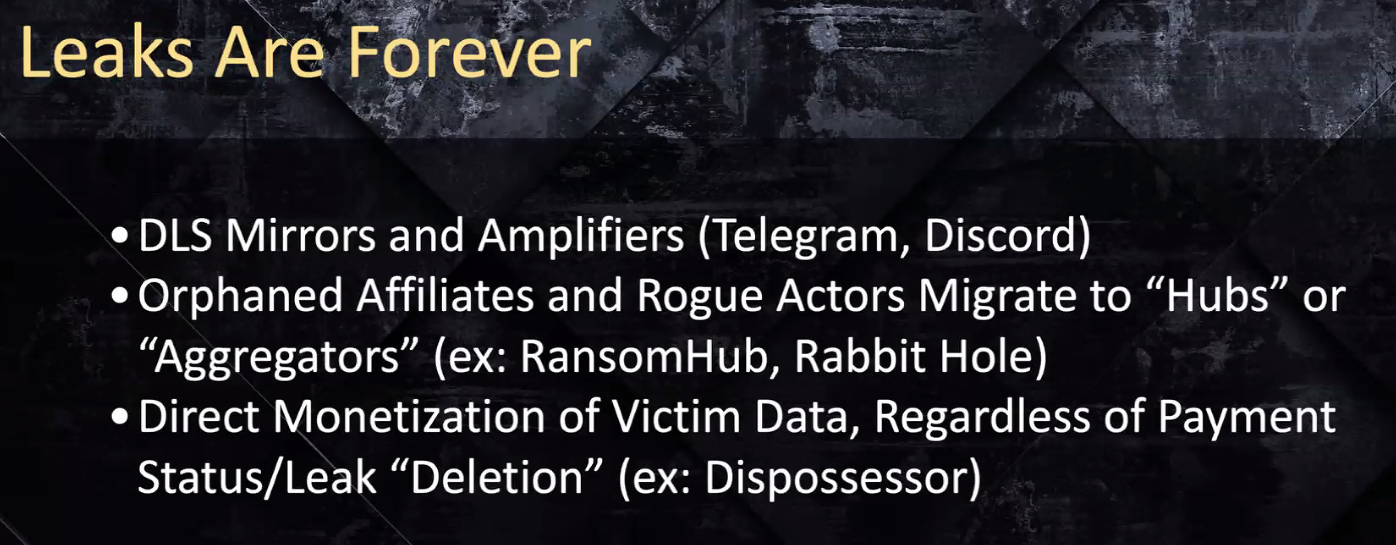 Leaks Are Forever
•DLS Mirrors and Amplifiers (Telegram, Discord)
•Orphaned Affiliates and Rogue Actors Migrate to “Hubs” or
“Aggregators” (ex: RansomHub, Rabbit Hole)
•Direct Monetization of Victim Data, Regardless of Payment
Status/Leak “Deletion” (ex: Dispossessor)